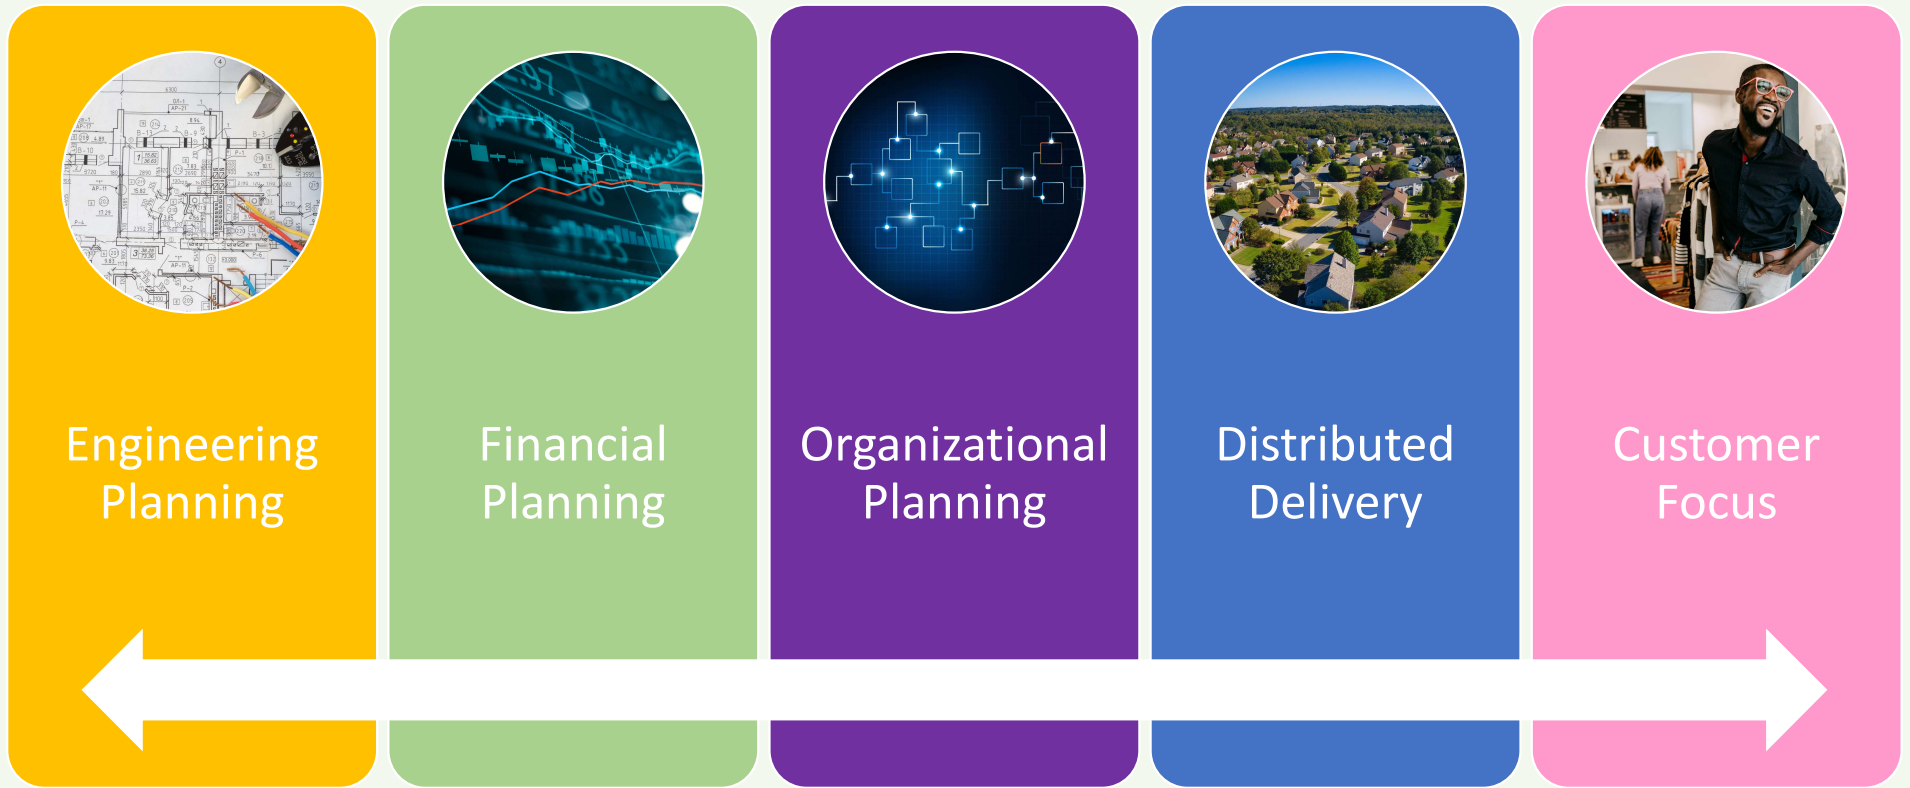 Engineering
Planning
Financial
Planning
Organizational
Planning
Distributed
Delivery
Customer
Focus